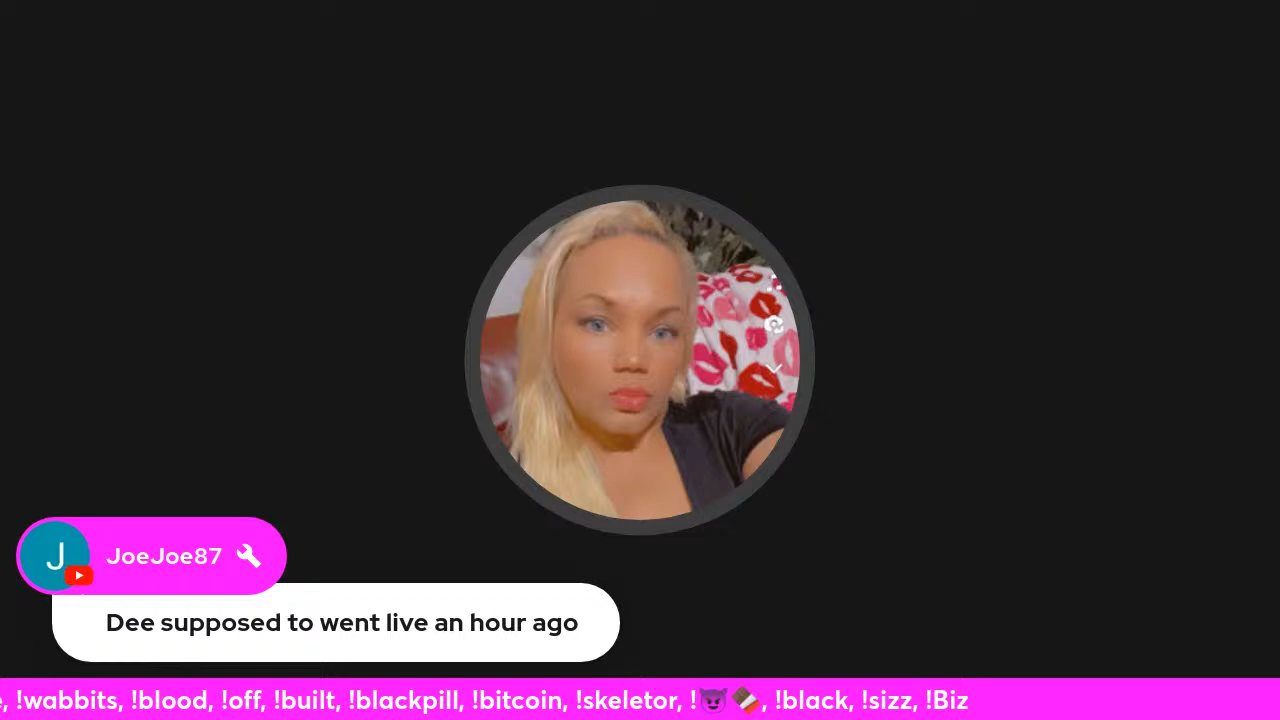 J
JoeJoe87
Dee supposed to went live an hour ago
, !wabbits, !blood, !off, !built, !blackpill, !bitcoin, !skeletor, !😈🍫, !black, !sizz, !Biz